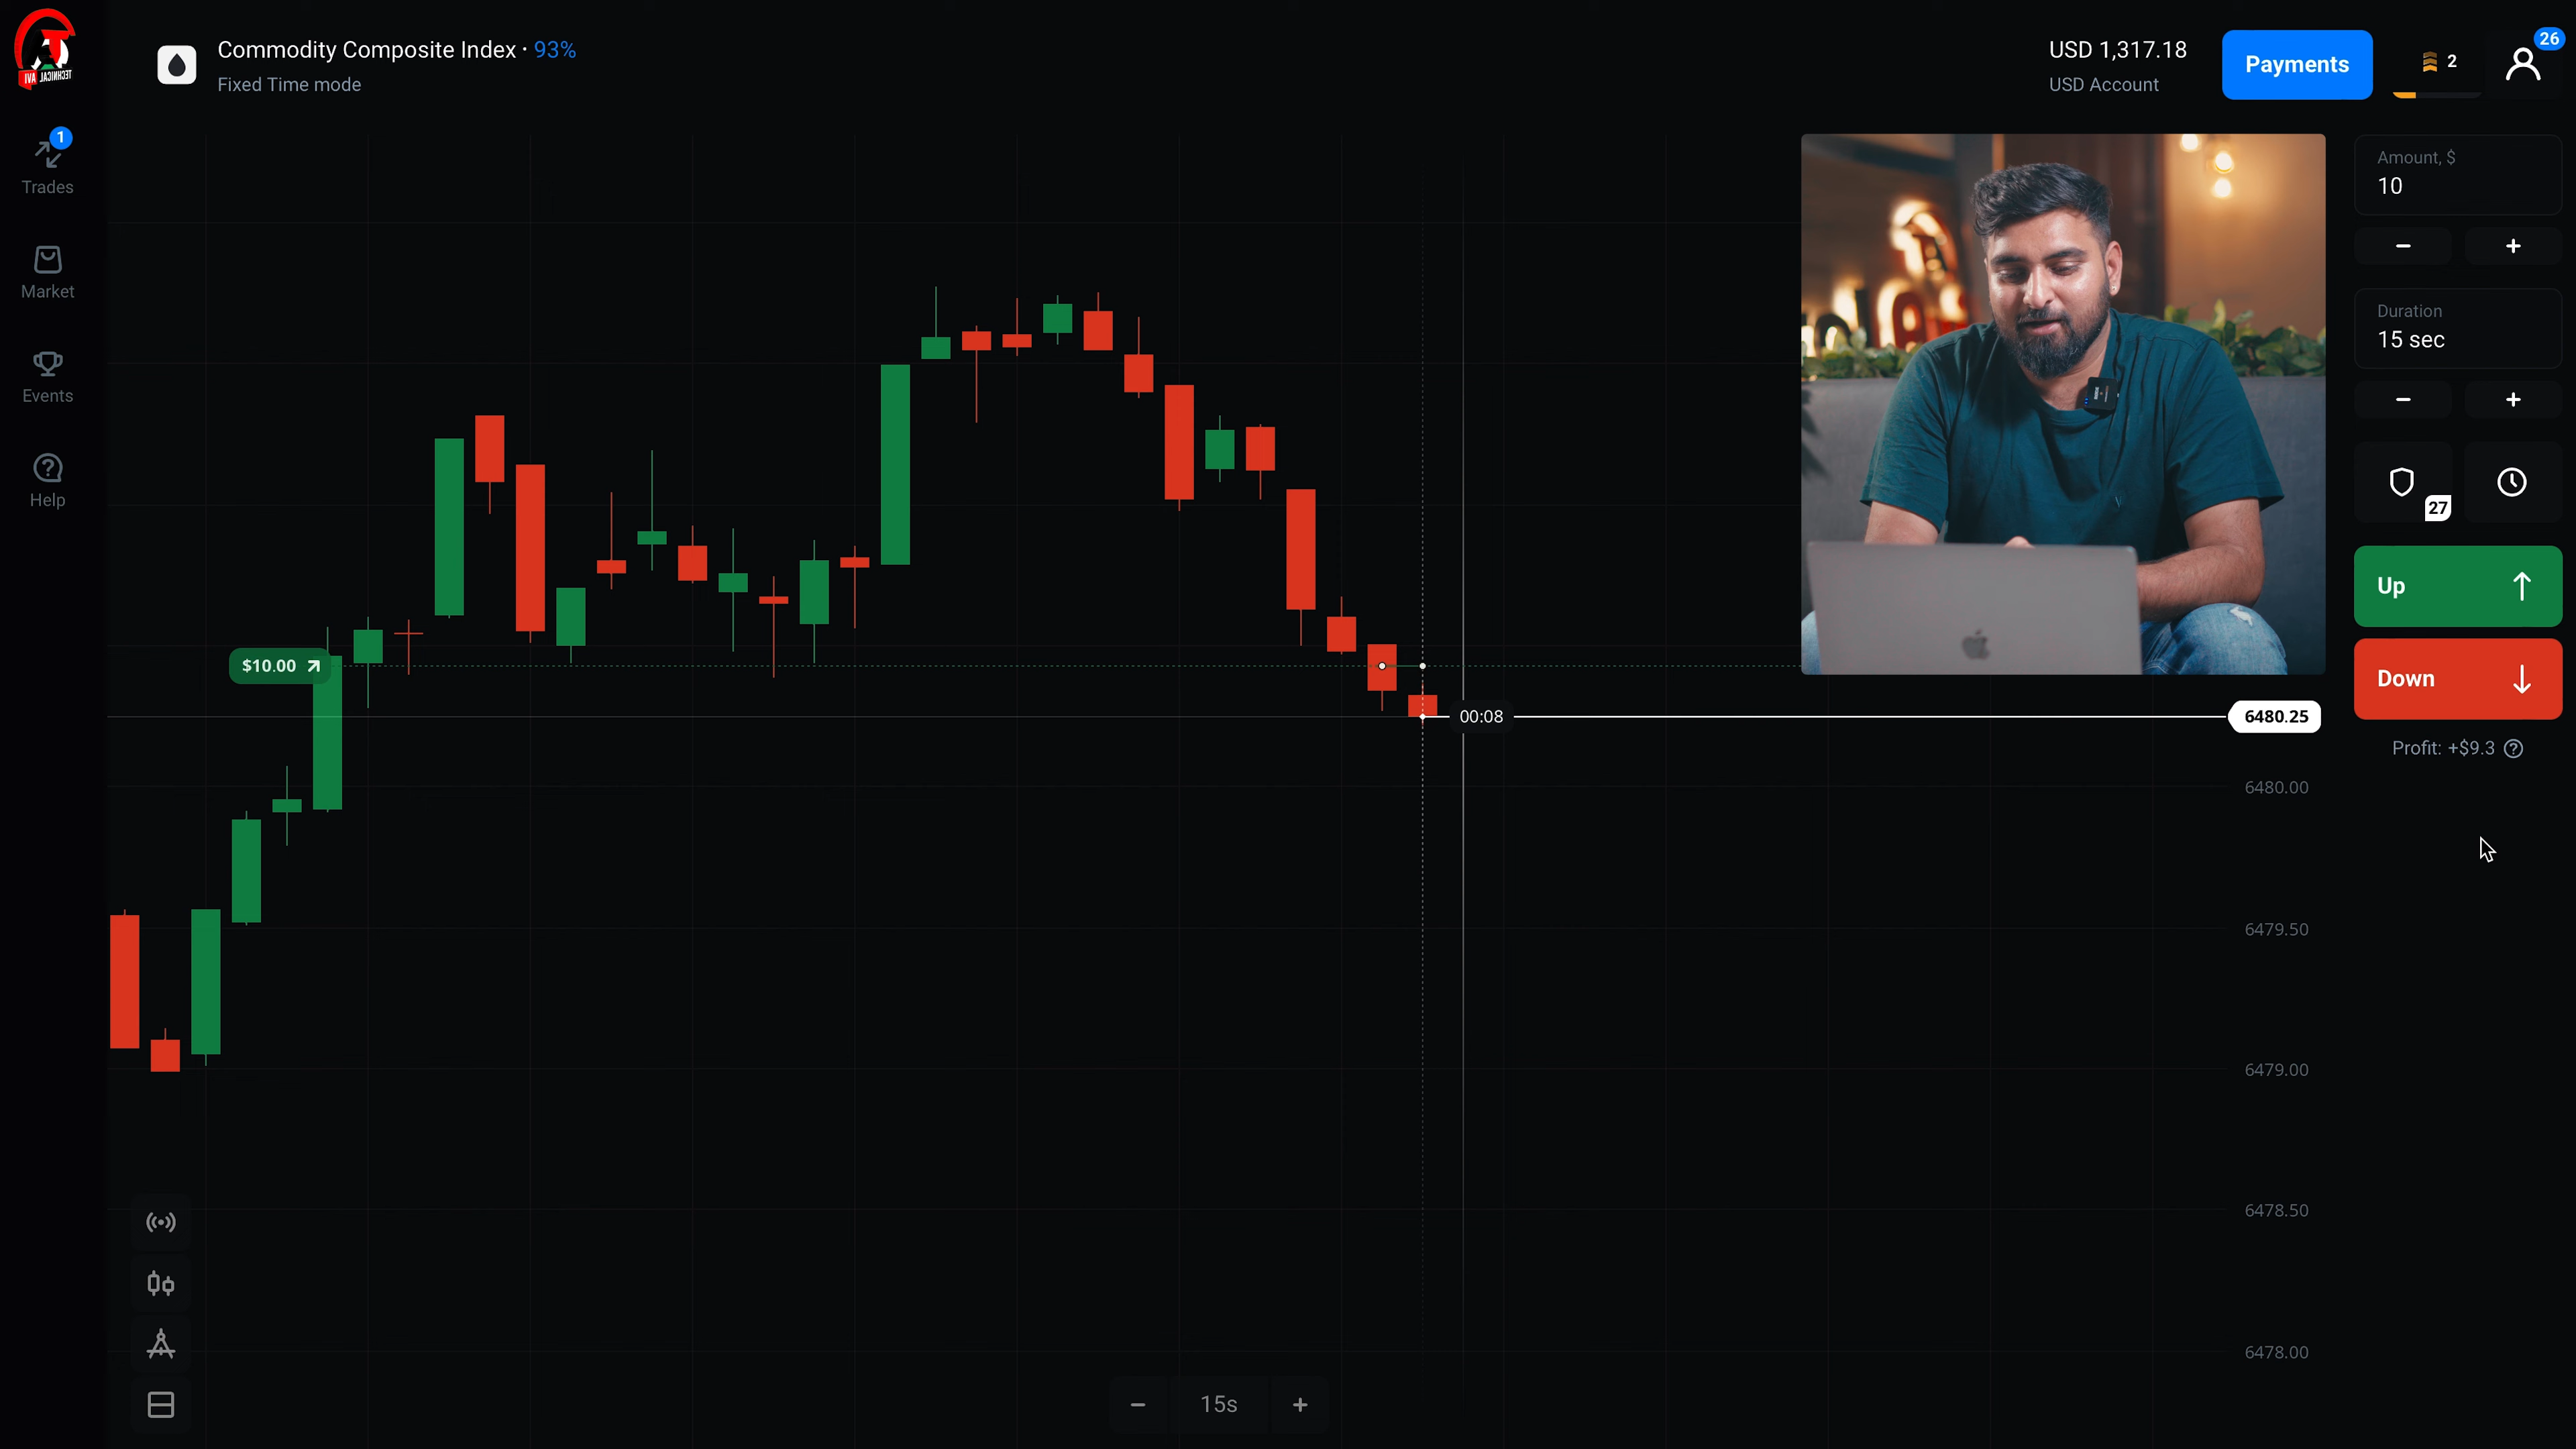 TECHNICAL AVI
Commodity Composite Index · 93%
Fixed Time mode
USD 1,317.18
USD Account
Payments
2
26
1
Trades
Market
Events
Help
Amount, $
10
Duration
15 sec
27
Up
Down
Profit: +$9.3
$10.00
00:08
6480.25
6480.00
6479.50
6479.00
6478.50
6478.00
15s